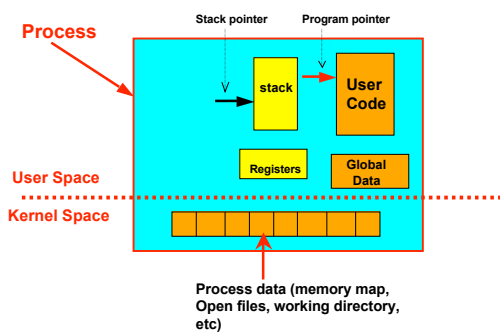 Stack pointer
Program pointer
Process
stack
User
Code
Registers
Global
Data
User Space
Kernel Space
Process data (memory map,
Open files, working directory,
etc)